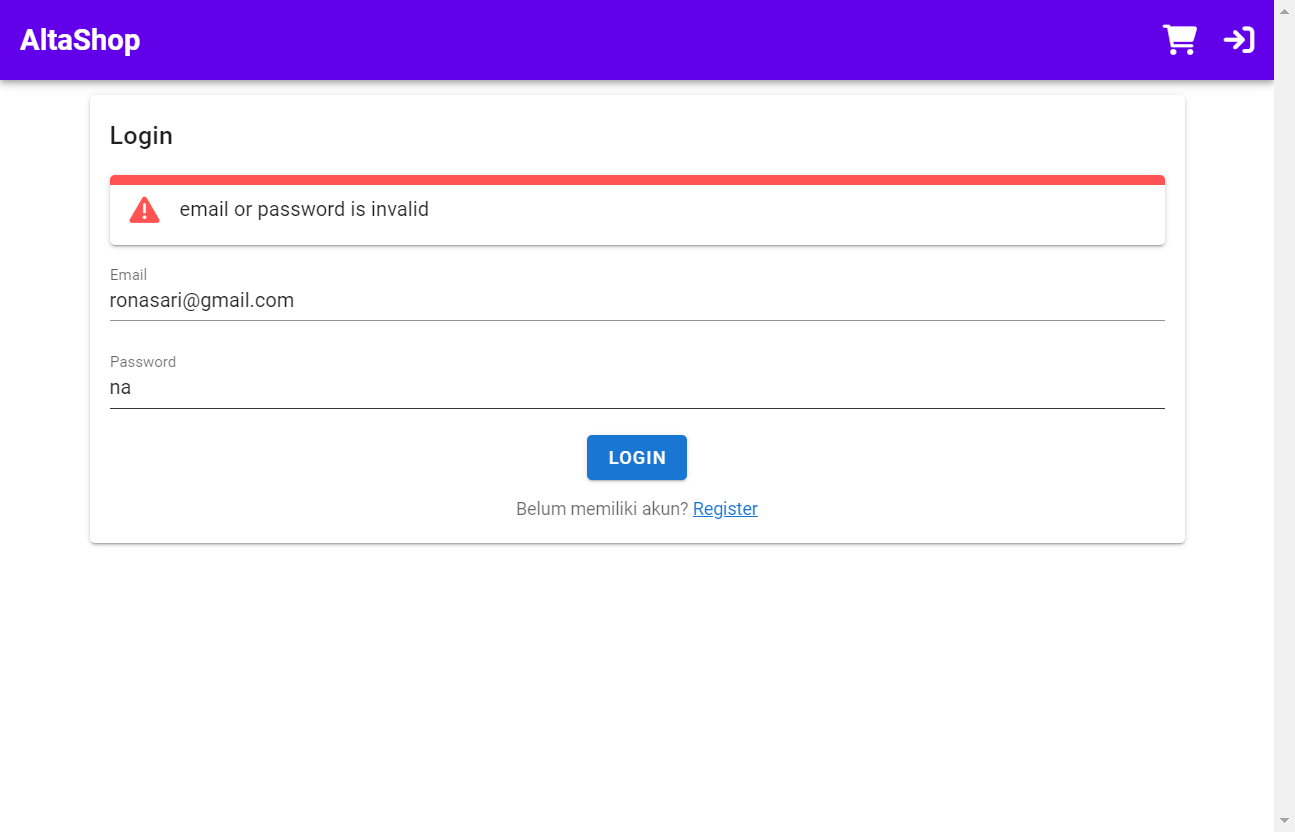 AltaShop
Login
email or password is invalid
Email
ronasari@gmail.com
Password
na
LOGIN
Belum memiliki akun? Register